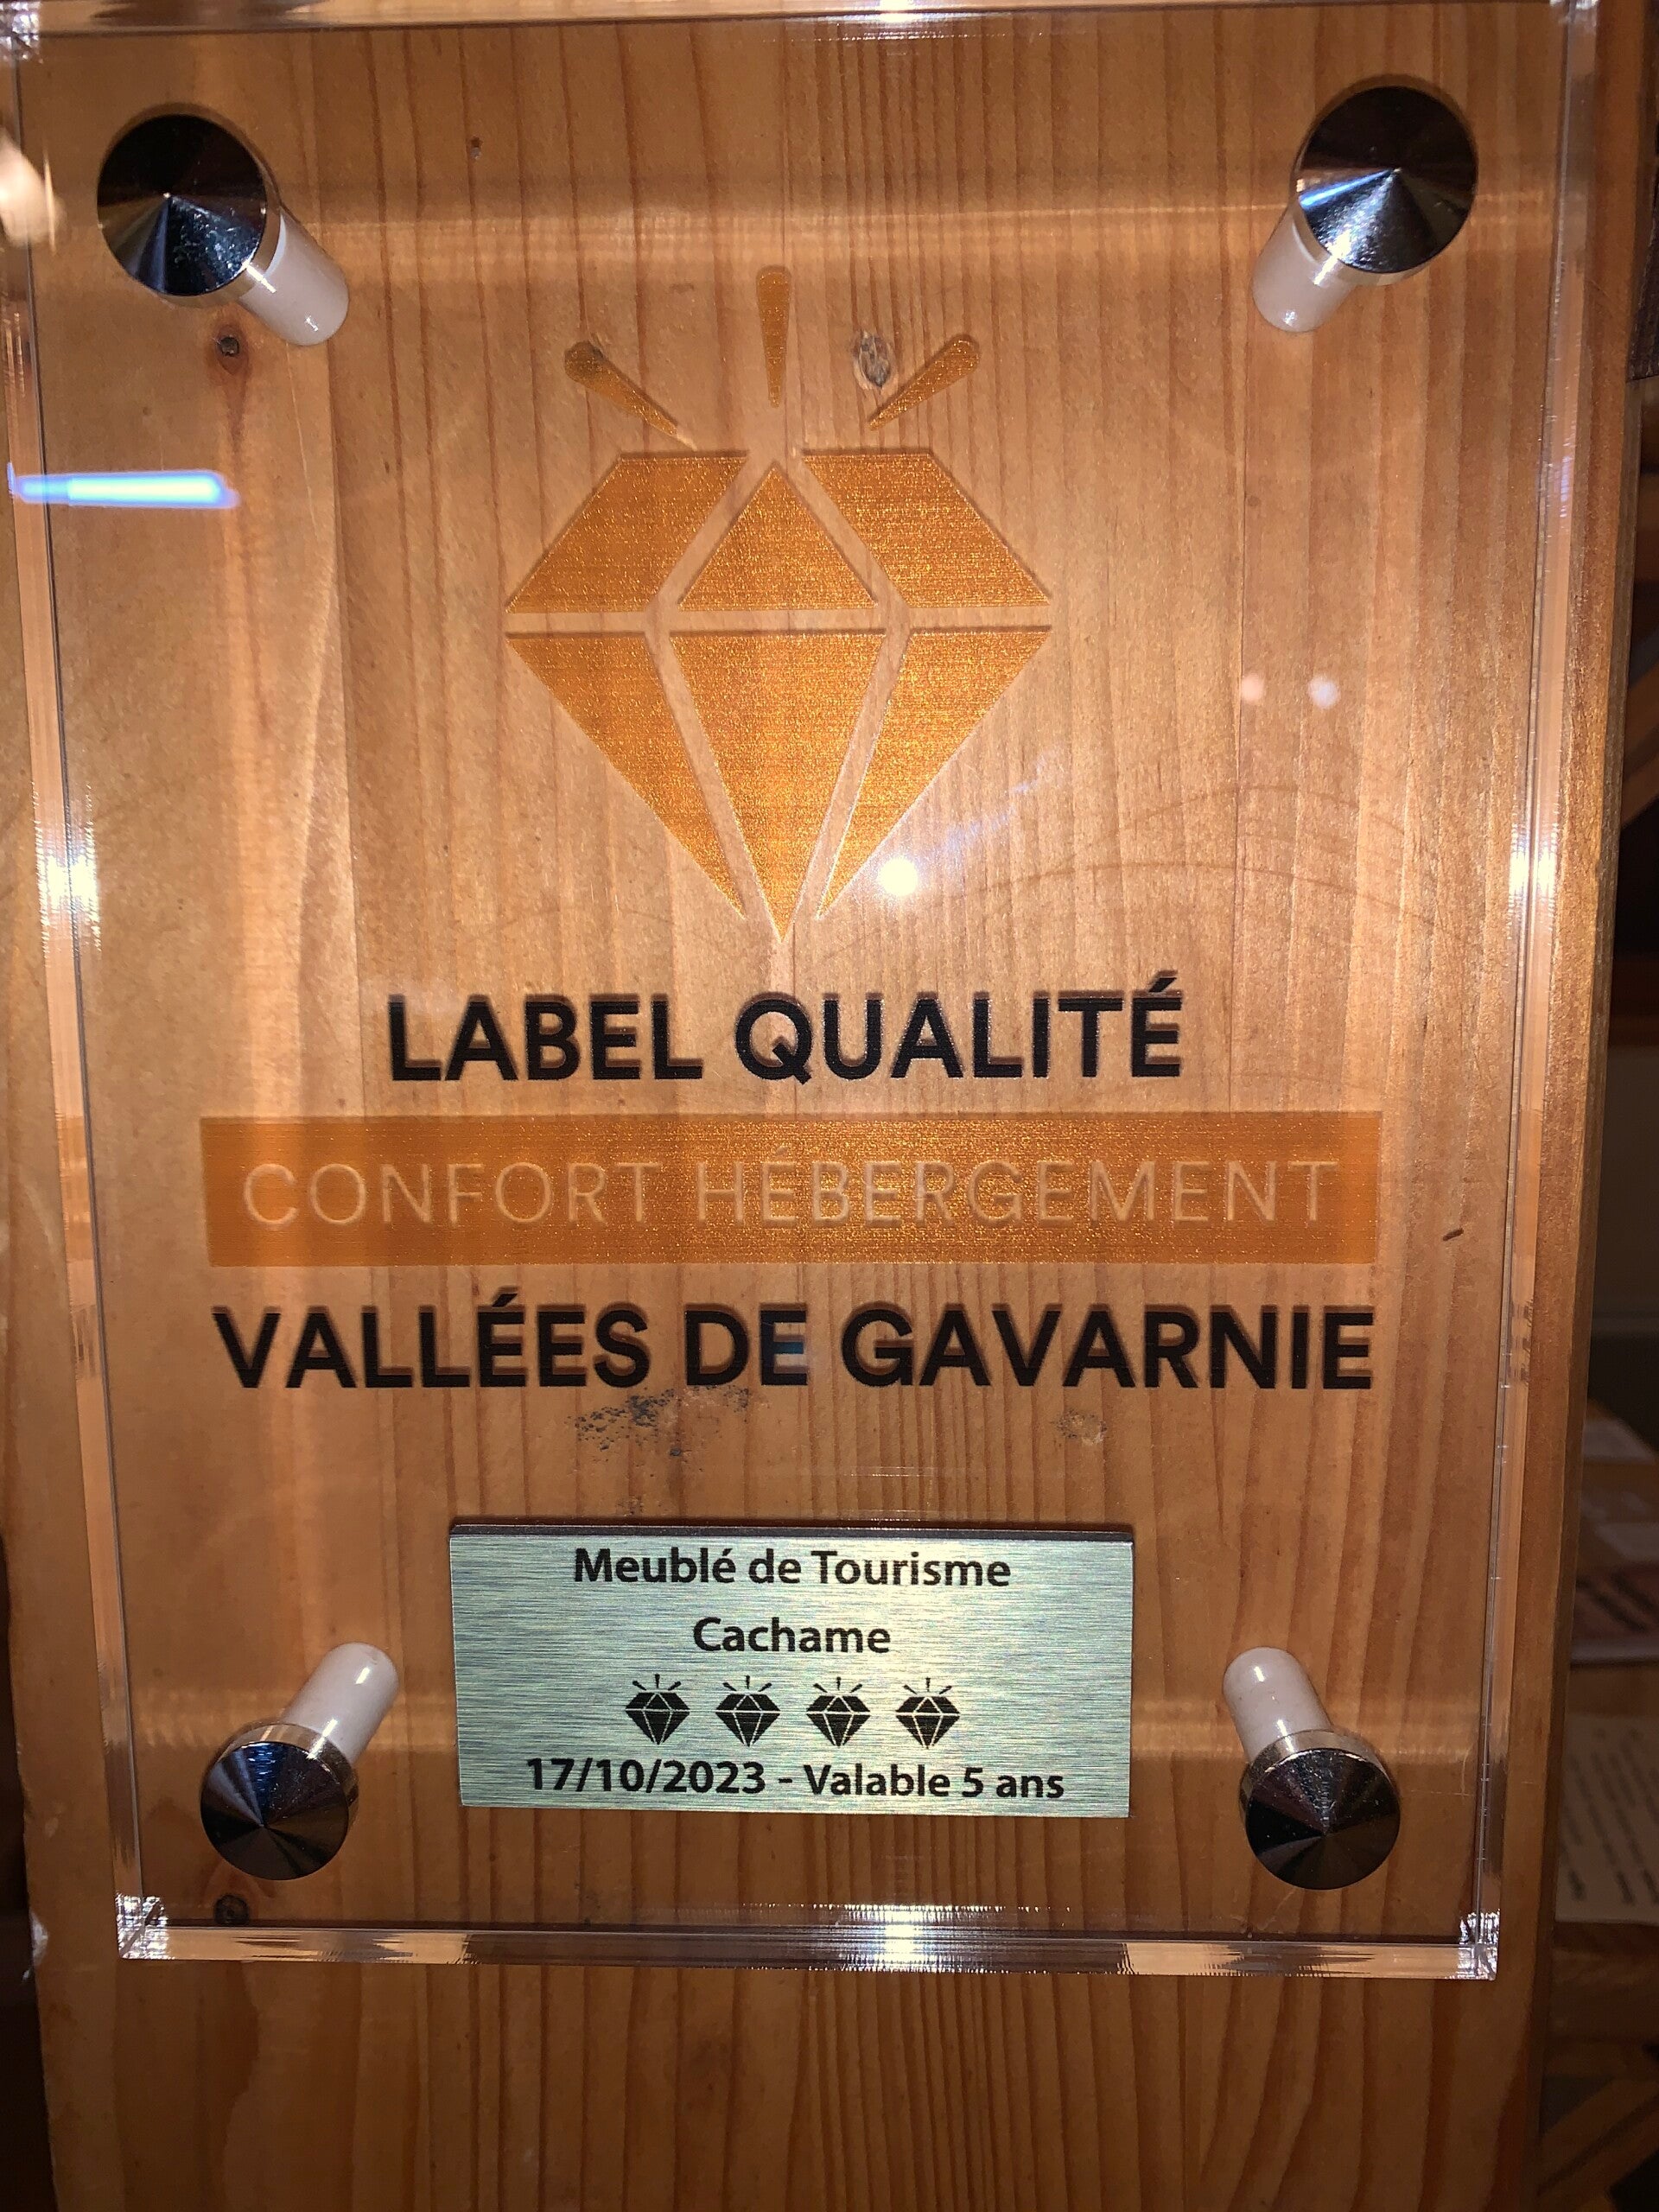 LABEL QUALITÉ
CONFORT HÉBERGEMENT
VALLÉES DE GAVARNIE
Meublé de Tourisme
Cachame
17/10/2023 - Valable 5 ans